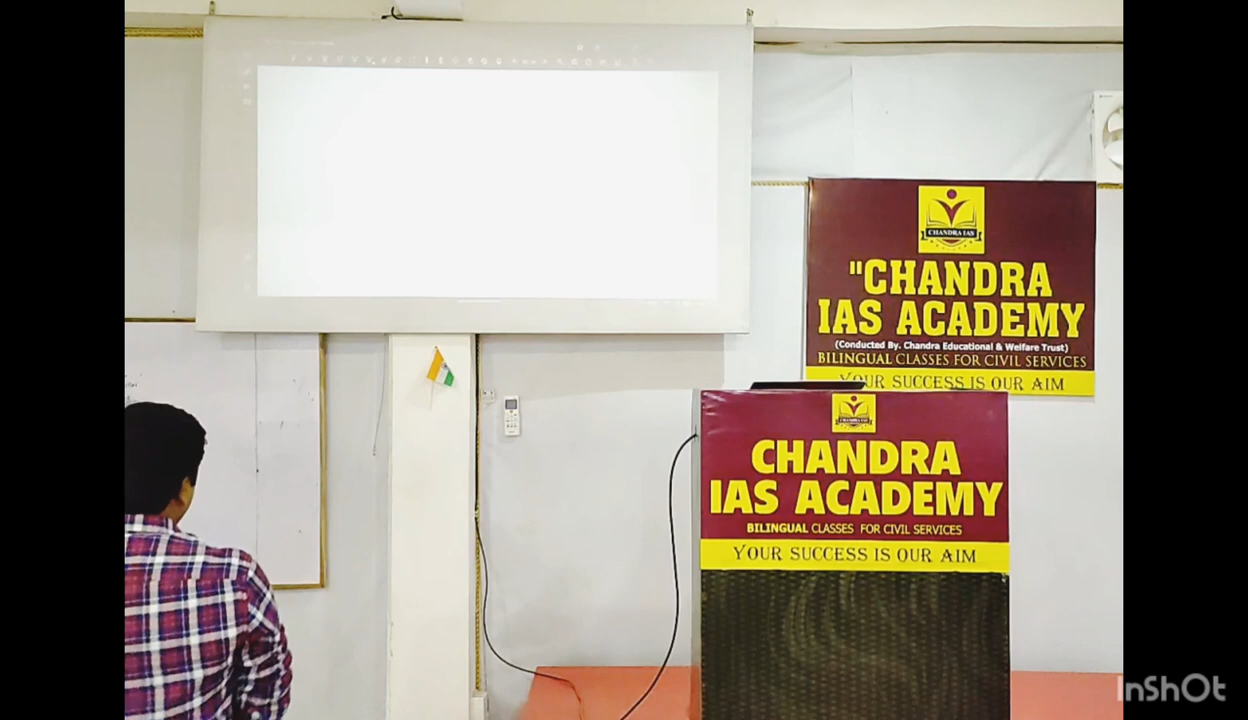 CHANDRA IAS
"CHANDRA
IAS ACADEMY
(Conducted By. Chandra Educational & Welfare Trust)
BILINGUAL CLASSES FOR CIVIL SERVICES
YOUR SUCCESS IS OUR AIM
CHANDRA
IAS ACADEMY
BILINGUAL CLASSES FOR CIVIL SERVICES
YOUR SUCCESS IS OUR AIM
InShOt